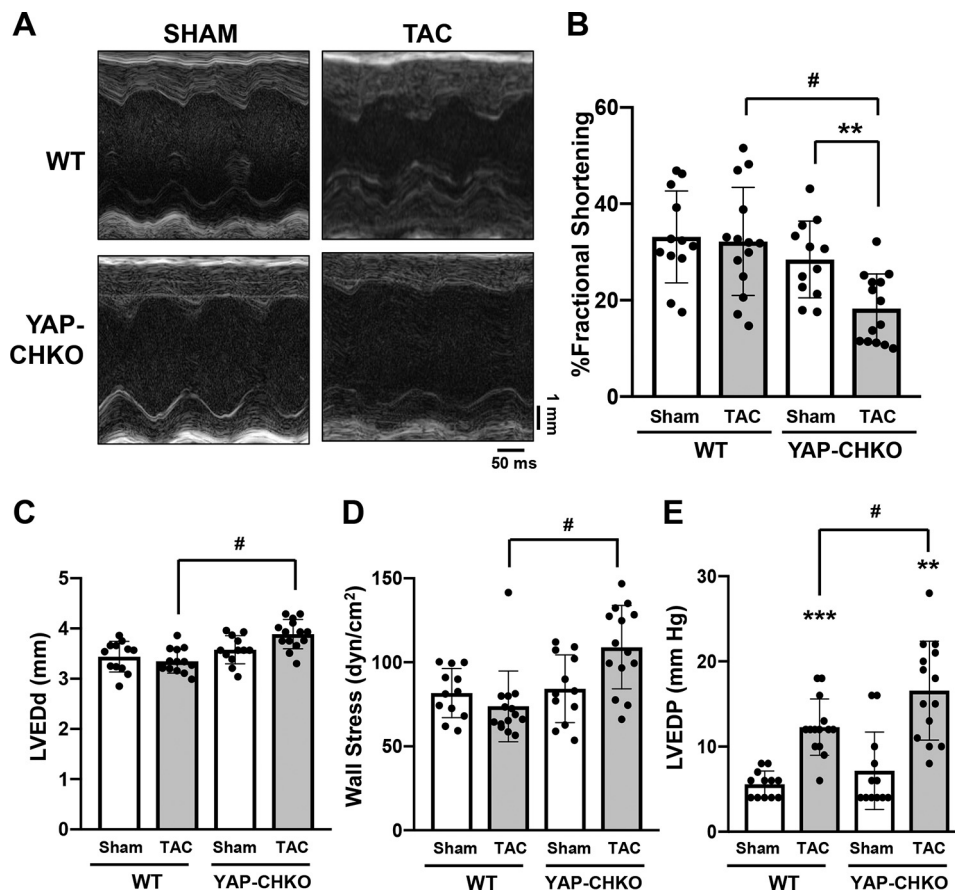 A
SHAM
TAC
WT
YAP-
CHKO
1 mm
50 ms
B
#
**
%Fractional Shortening
60
40
20
0
Sham
TAC
Sham
TAC
WT
YAP-CHKO
C
#
LVEDd (mm)
5
4
3
2
1
0
Sham
TAC
Sham
TAC
WT
YAP-CHKO
D
#
Wall Stress (dyn/cm²)
150
100
50
0
Sham
TAC
Sham
TAC
WT
YAP-CHKO
E
#
**
***
LVEDP (mm Hg)
30
20
10
0
Sham
TAC
Sham
TAC
WT
YAP-CHKO